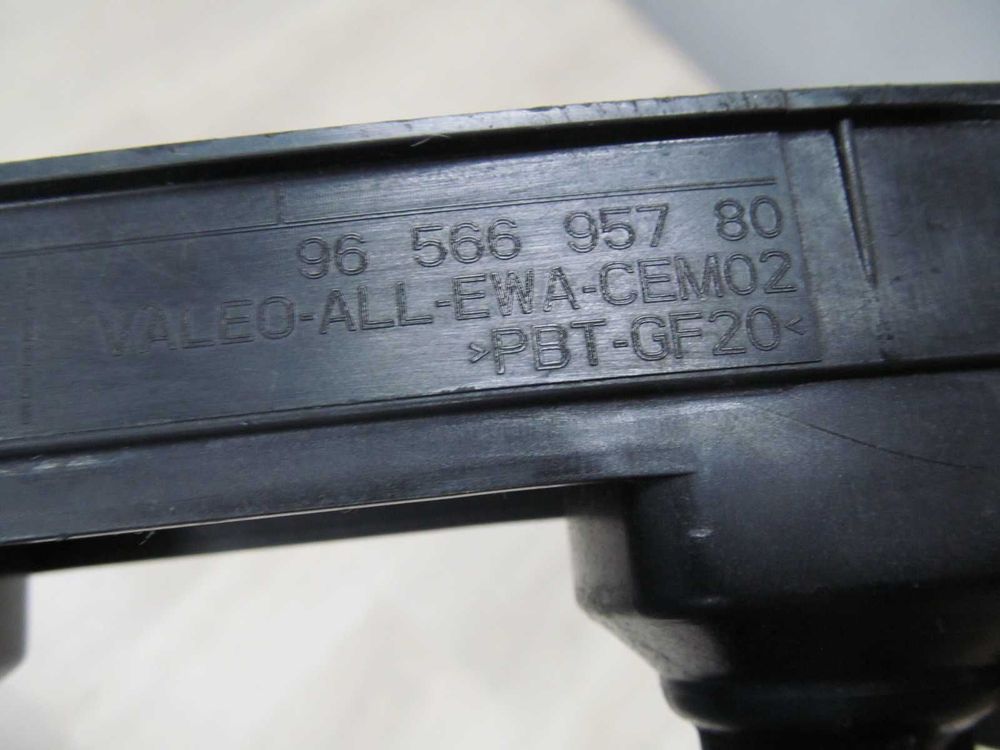 96 566 957 80
VALEO-ALL-EWA-CEM02
>PBT-GF20<